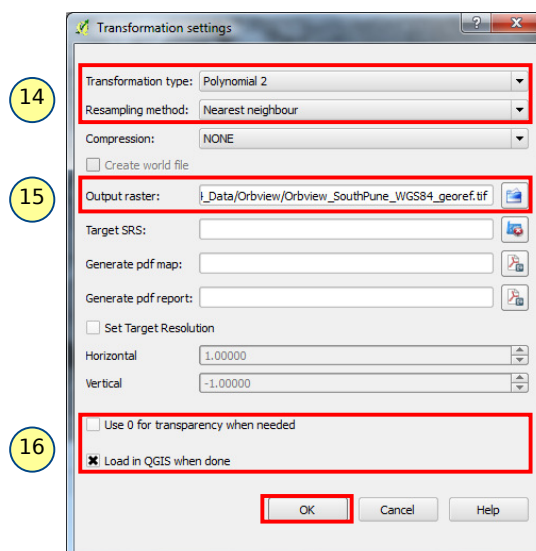 Transformation settings
?
x
14
Transformation type: Polynomial 2
Resampling method: Nearest neighbour
Compression: NONE
Create world file
15
Output raster: _Data/Orbview/Orbview_SouthPune_WGS84_georef.tif
Target SRS:
Generate pdf map:
Generate pdf report:
Set Target Resolution
Horizontal 1.00000
Vertical -1.00000
16
Use 0 for transparency when needed
Load in QGIS when done
OK Cancel Help